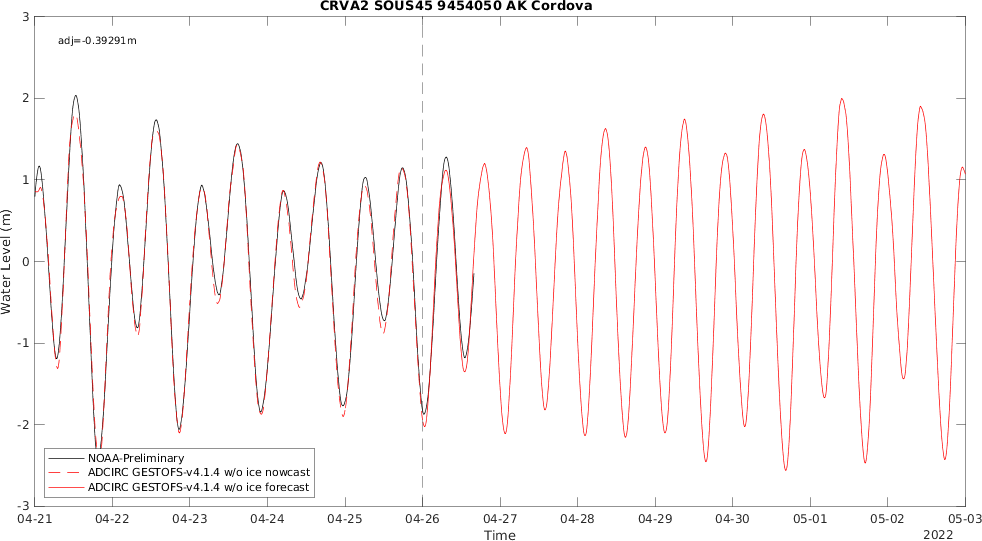 CRVA2 SOUS45 9454050 AK Cordova
adj=-0.39291m
3
2
1
0
-1
-2
-3
Water Level (m)
NOAA-Preliminary
ADCIRC GESTOFS-v4.1.4 w/o ice nowcast
ADCIRC GESTOFS-v4.1.4 w/o ice forecast
04-21 04-22 04-23 04-24 04-25 04-26 04-27 04-28 04-29 04-30 05-01 05-02 05-03
Time
2022